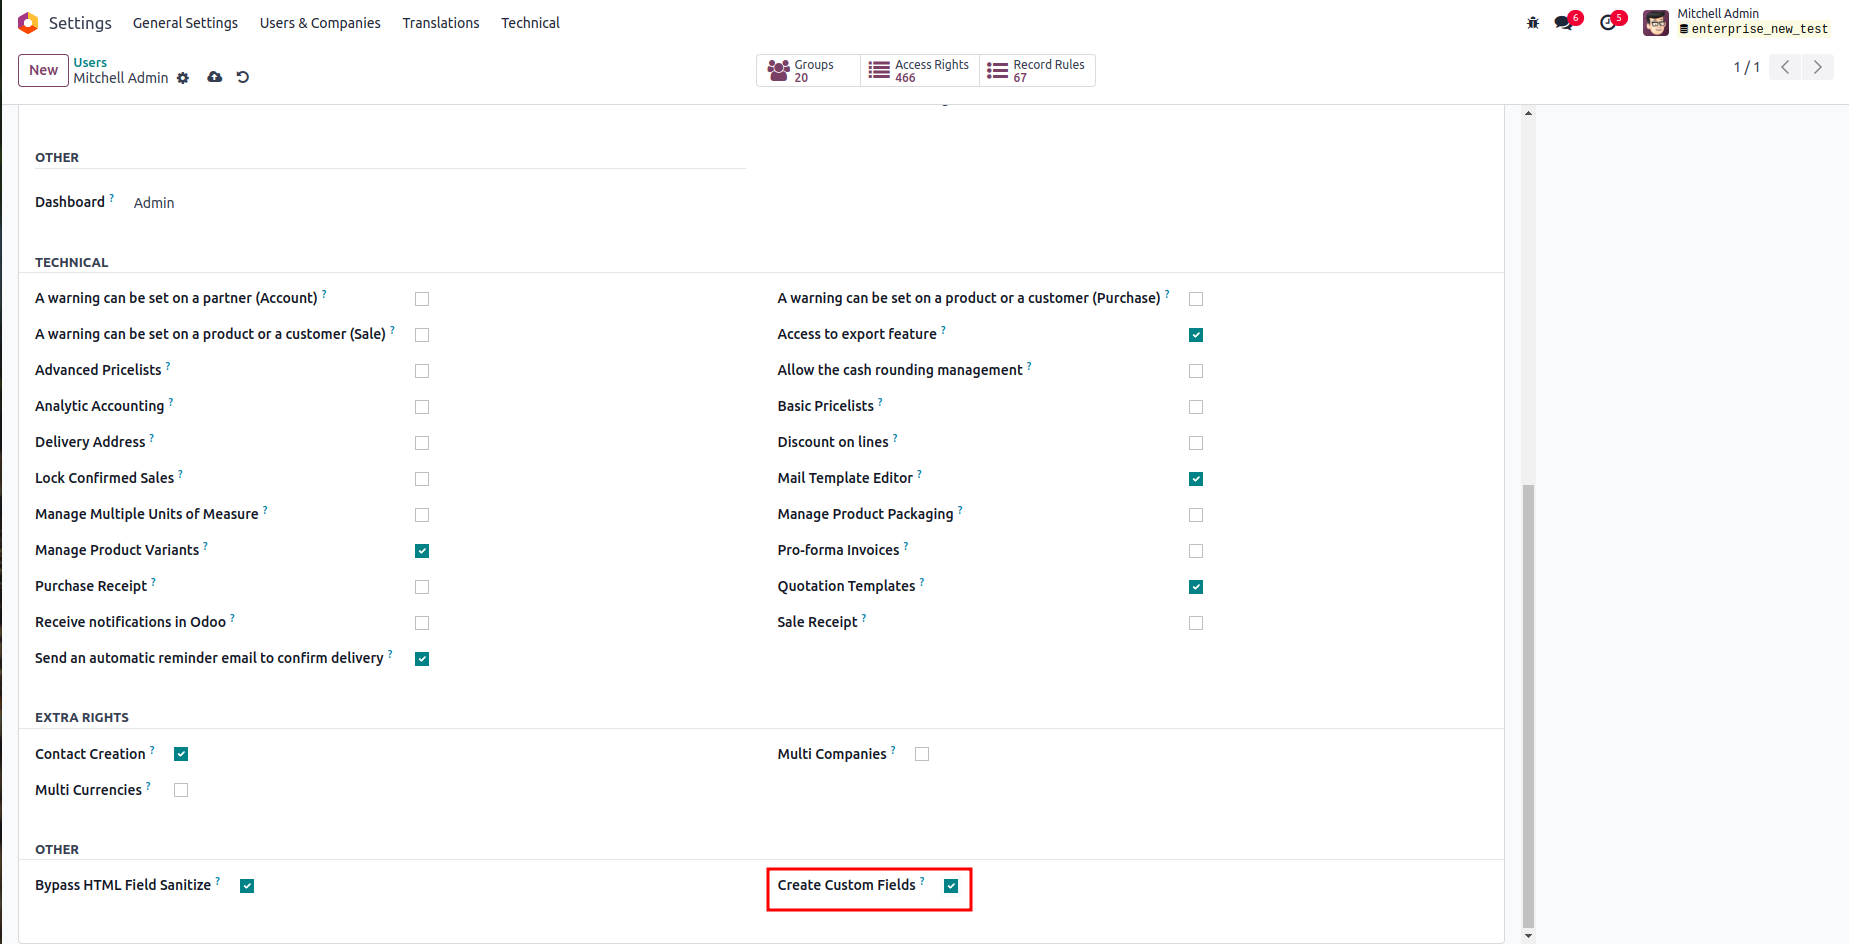 Settings General Settings Users & Companies Translations Technical 6 5 Mitchell Admin
enterprise_new_test
New Users Groups Access Rights Record Rules
Mitchell Admin 20 466 67 1 / 1
OTHER
Dashboard ? Admin
TECHNICAL
A warning can be set on a partner (Account) ? A warning can be set on a product or a customer (Purchase) ?
A warning can be set on a product or a customer (Sale) ? Access to export feature ?
Advanced Pricelists ? Allow the cash rounding management ?
Analytic Accounting ? Basic Pricelists ?
Delivery Address ? Discount on lines ?
Lock Confirmed Sales ? Mail Template Editor ?
Manage Multiple Units of Measure ? Manage Product Packaging ?
Manage Product Variants ? Pro-forma Invoices ?
Purchase Receipt ? Quotation Templates ?
Receive notifications in Odoo ? Sale Receipt ?
Send an automatic reminder email to confirm delivery ?
EXTRA RIGHTS
Contact Creation ? Multi Companies ?
Multi Currencies ?
OTHER
Bypass HTML Field Sanitize ? Create Custom Fields ?